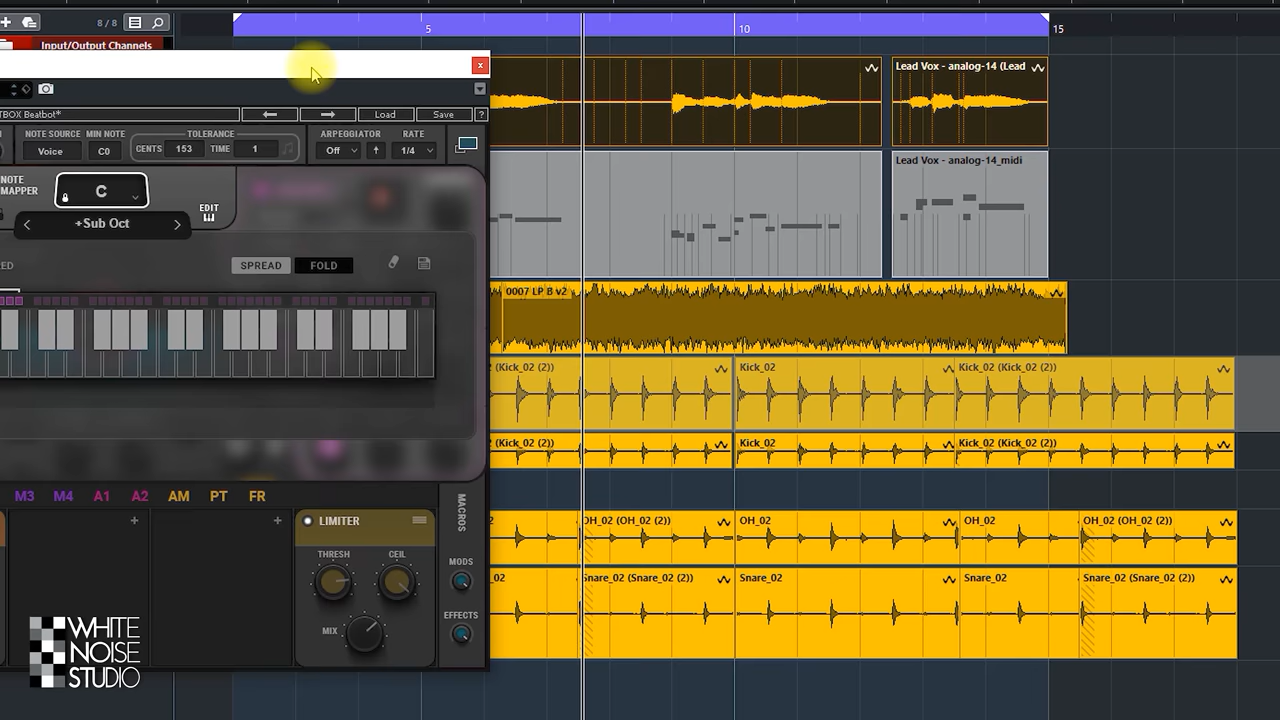 8/8
5
10
15
Input/Output Channels
TBOX Beatbot*
Load
Save
?
NOTE SOURCE
MIN NOTE
TOLERANCE
ARPEGGIATOR
RATE
Voice
C0
CENTS
153
TIME
1
Off
1/4
NOTE
MAPPER
C
EDIT
+Sub Oct
SPREAD
FOLD
M3
M4
A1
A2
AM
PT
FR
LIMITER
THRESH
CEIL
MIX
MACROS
MODS
EFFECTS
WHITE
NOISE
STUDIO
Lead Vox - analog-14 (Lead
Lead Vox - analog-14_midi
0007 LP B v2
(Kick_02 (2))
Kick_02
Kick_02 (Kick_02 (2))
(Kick_02 (2))
Kick_02
Kick_02 (Kick_02 (2))
OH_02 (OH_02 (2))
OH_02
OH_02
OH_02 (OH_02 (2))
_02
Snare_02 (Snare_02 (2))
Snare_02
Snare_02
Snare_02 (Snare_02 (2))